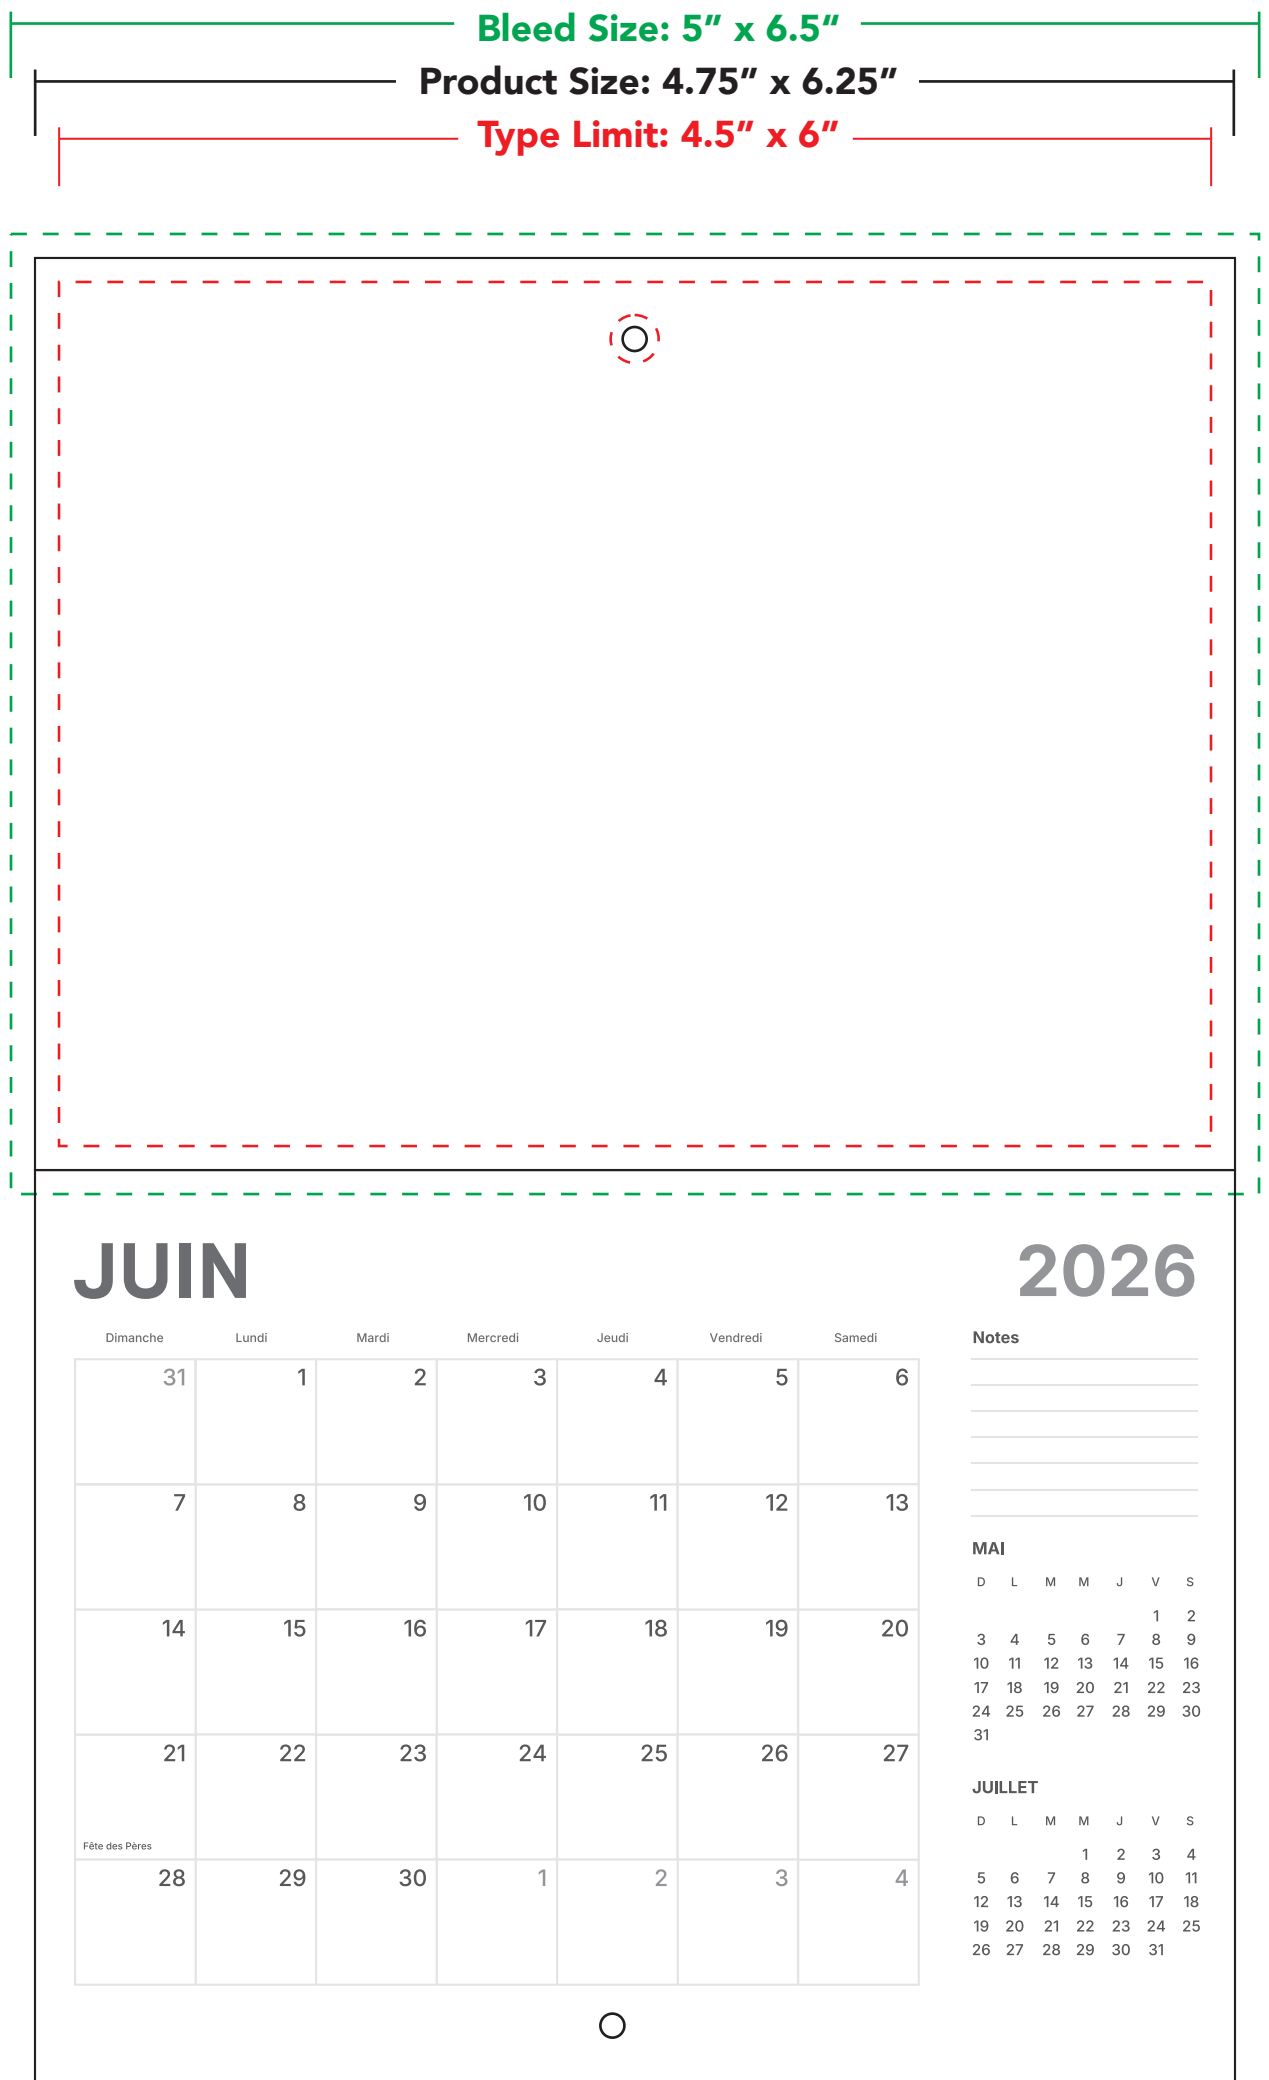 Bleed Size: 5” x 6.5“
Product Size: 4.75” x 6.25”
Type Limit: 4.5” x 6”
JUIN 2026
Dimanche Lundi Mardi Mercredi Jeudi Vendredi Samedi
31 1 2 3 4 5 6
7 8 9 10 11 12 13
14 15 16 17 18 19 20
21 22 23 24 25 26 27
Fête des Pères
28 29 30 1 2 3 4
Notes
MAI
D L M M J V S
1 2
3 4 5 6 7 8 9
10 11 12 13 14 15 16
17 18 19 20 21 22 23
24 25 26 27 28 29 30
31
JUILLET
D L M M J V S
1 2 3 4
5 6 7 8 9 10 11
12 13 14 15 16 17 18
19 20 21 22 23 24 25
26 27 28 29 30 31